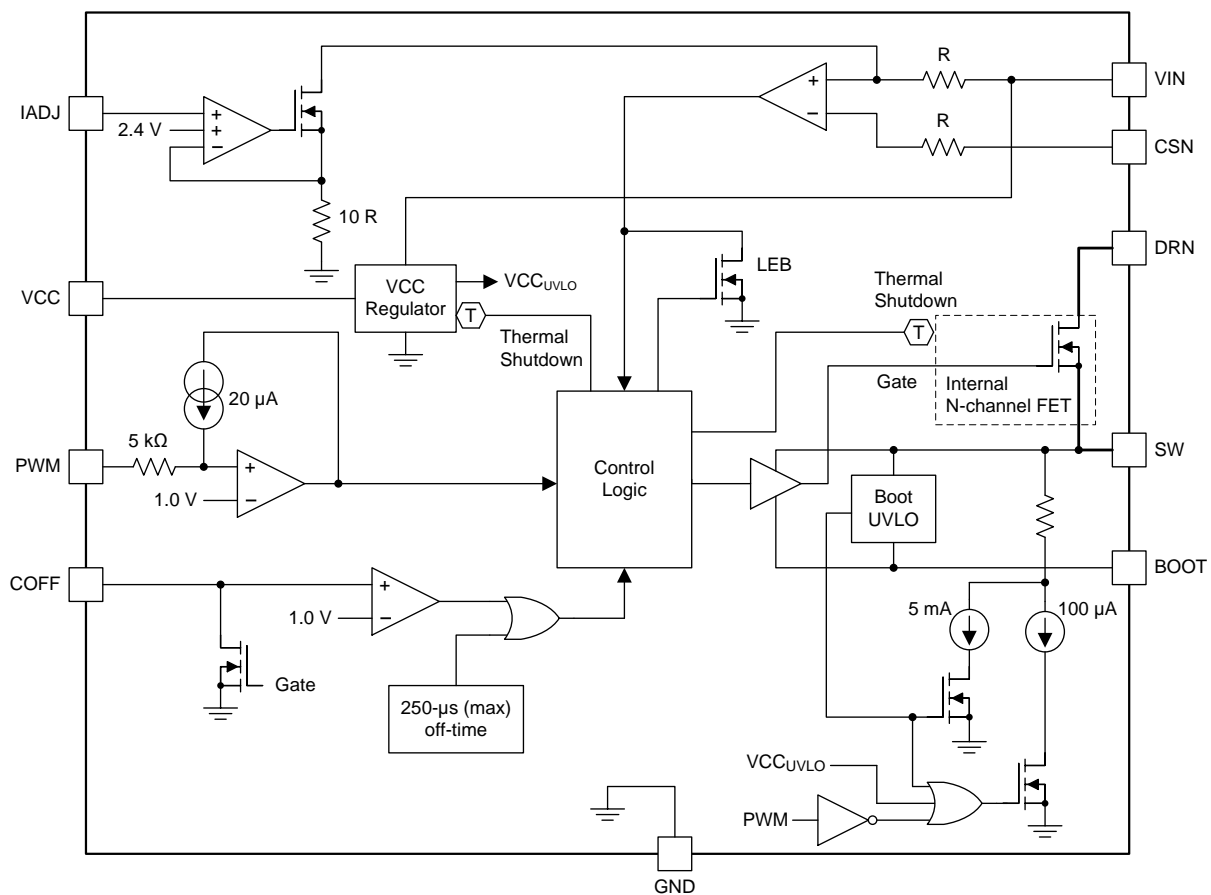 R
VIN
IADJ
+
+
2.4 V
+
−
−
R
CSN
10 R
DRN
LEB
VCC
VCC
Regulator
VCCUVLO
T
Thermal
Shutdown
Thermal
Shutdown
T
Gate
Internal
N-channel FET
20 µA
5 kΩ
PWM
+
1.0 V
−
Control
Logic
SW
Boot
UVLO
COFF
+
1.0 V
−
BOOT
5 mA
100 µA
Gate
250-µs (max)
off-time
VCCUVLO
PWM
GND